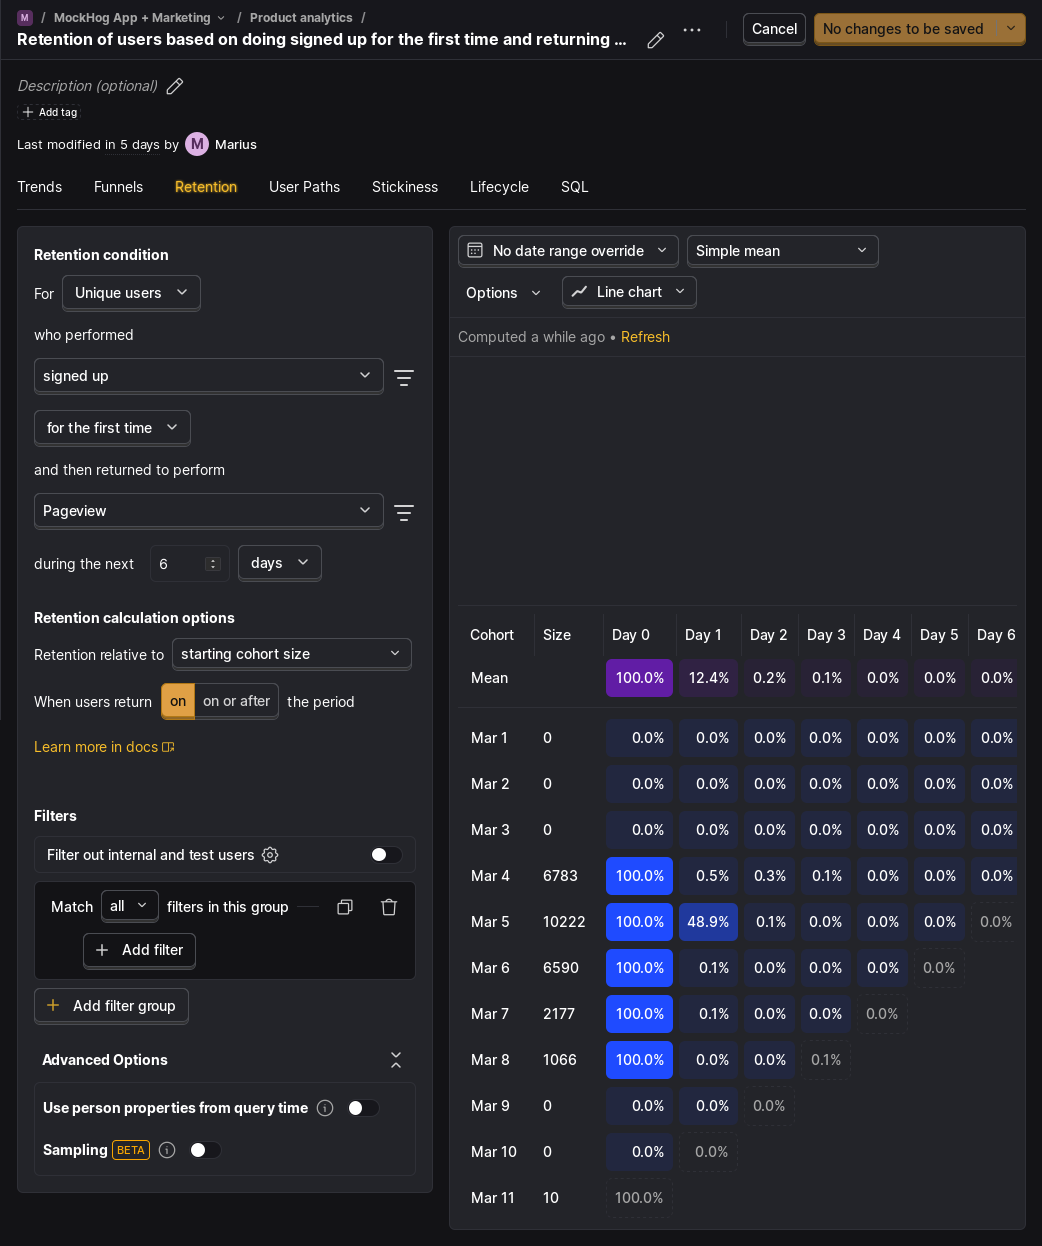 M / MockHog App + Marketing / Product analytics /
Retention of users based on doing signed up for the first time and returning ...
Cancel
No changes to be saved
Description (optional)
Add tag
Last modified in 5 days by M Marius
Trends Funnels Retention User Paths Stickiness Lifecycle SQL
Retention condition
For Unique users
who performed
signed up
for the first time
and then returned to perform
Pageview
during the next 6 days
Retention calculation options
Retention relative to starting cohort size
When users return on on or after the period
Learn more in docs
Filters
Filter out internal and test users
Match all filters in this group
Add filter
Add filter group
Advanced Options
Use person properties from query time
Sampling BETA
No date range override Simple mean
Options Line chart
Computed a while ago • Refresh
Cohort Size Day 0 Day 1 Day 2 Day 3 Day 4 Day 5 Day 6
Mean 100.0% 12.4% 0.2% 0.1% 0.0% 0.0% 0.0%
Mar 1 0 0.0% 0.0% 0.0% 0.0% 0.0% 0.0% 0.0%
Mar 2 0 0.0% 0.0% 0.0% 0.0% 0.0% 0.0% 0.0%
Mar 3 0 0.0% 0.0% 0.0% 0.0% 0.0% 0.0% 0.0%
Mar 4 6783 100.0% 0.5% 0.3% 0.1% 0.0% 0.0% 0.0%
Mar 5 10222 100.0% 48.9% 0.1% 0.0% 0.0% 0.0% 0.0%
Mar 6 6590 100.0% 0.1% 0.0% 0.0% 0.0% 0.0%
Mar 7 2177 100.0% 0.1% 0.0% 0.0% 0.0%
Mar 8 1066 100.0% 0.0% 0.0% 0.1%
Mar 9 0 0.0% 0.0% 0.0%
Mar 10 0 0.0% 0.0%
Mar 11 10 100.0%